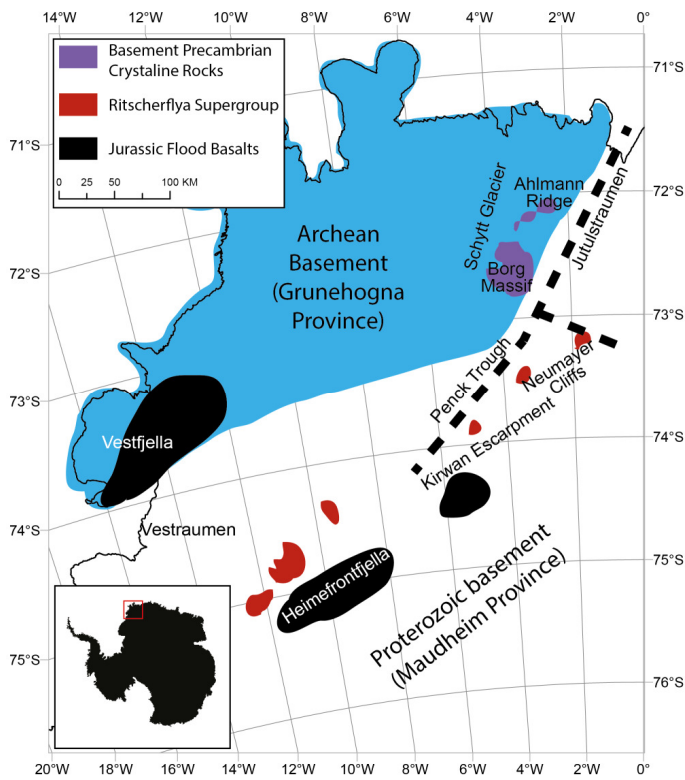 14°W
12°W
10°W
8°W
6°W
4°W
2°W
0°
Basement Precambrian
Crystaline Rocks
Ritscherflya Supergroup
Jurassic Flood Basalts
0 25 50 100 KM
71°S
71°S
72°S
72°S
73°S
73°S
74°S
74°S
75°S
75°S
76°S
Schytt Glacier
Ahlmann
Ridge
Jutulstraumen
Borg
Massif
Archean
Basement
(Grunehogna
Province)
Penck Trough
Neumayer
Cliffs
Kirwan Escarpment
Vestfjella
Vestraumen
Heimefrontfjella
Proterozoic basement
(Maudheim Province)
20°W
18°W
16°W
14°W
12°W
10°W
8°W
6°W
4°W
2°W
0°W